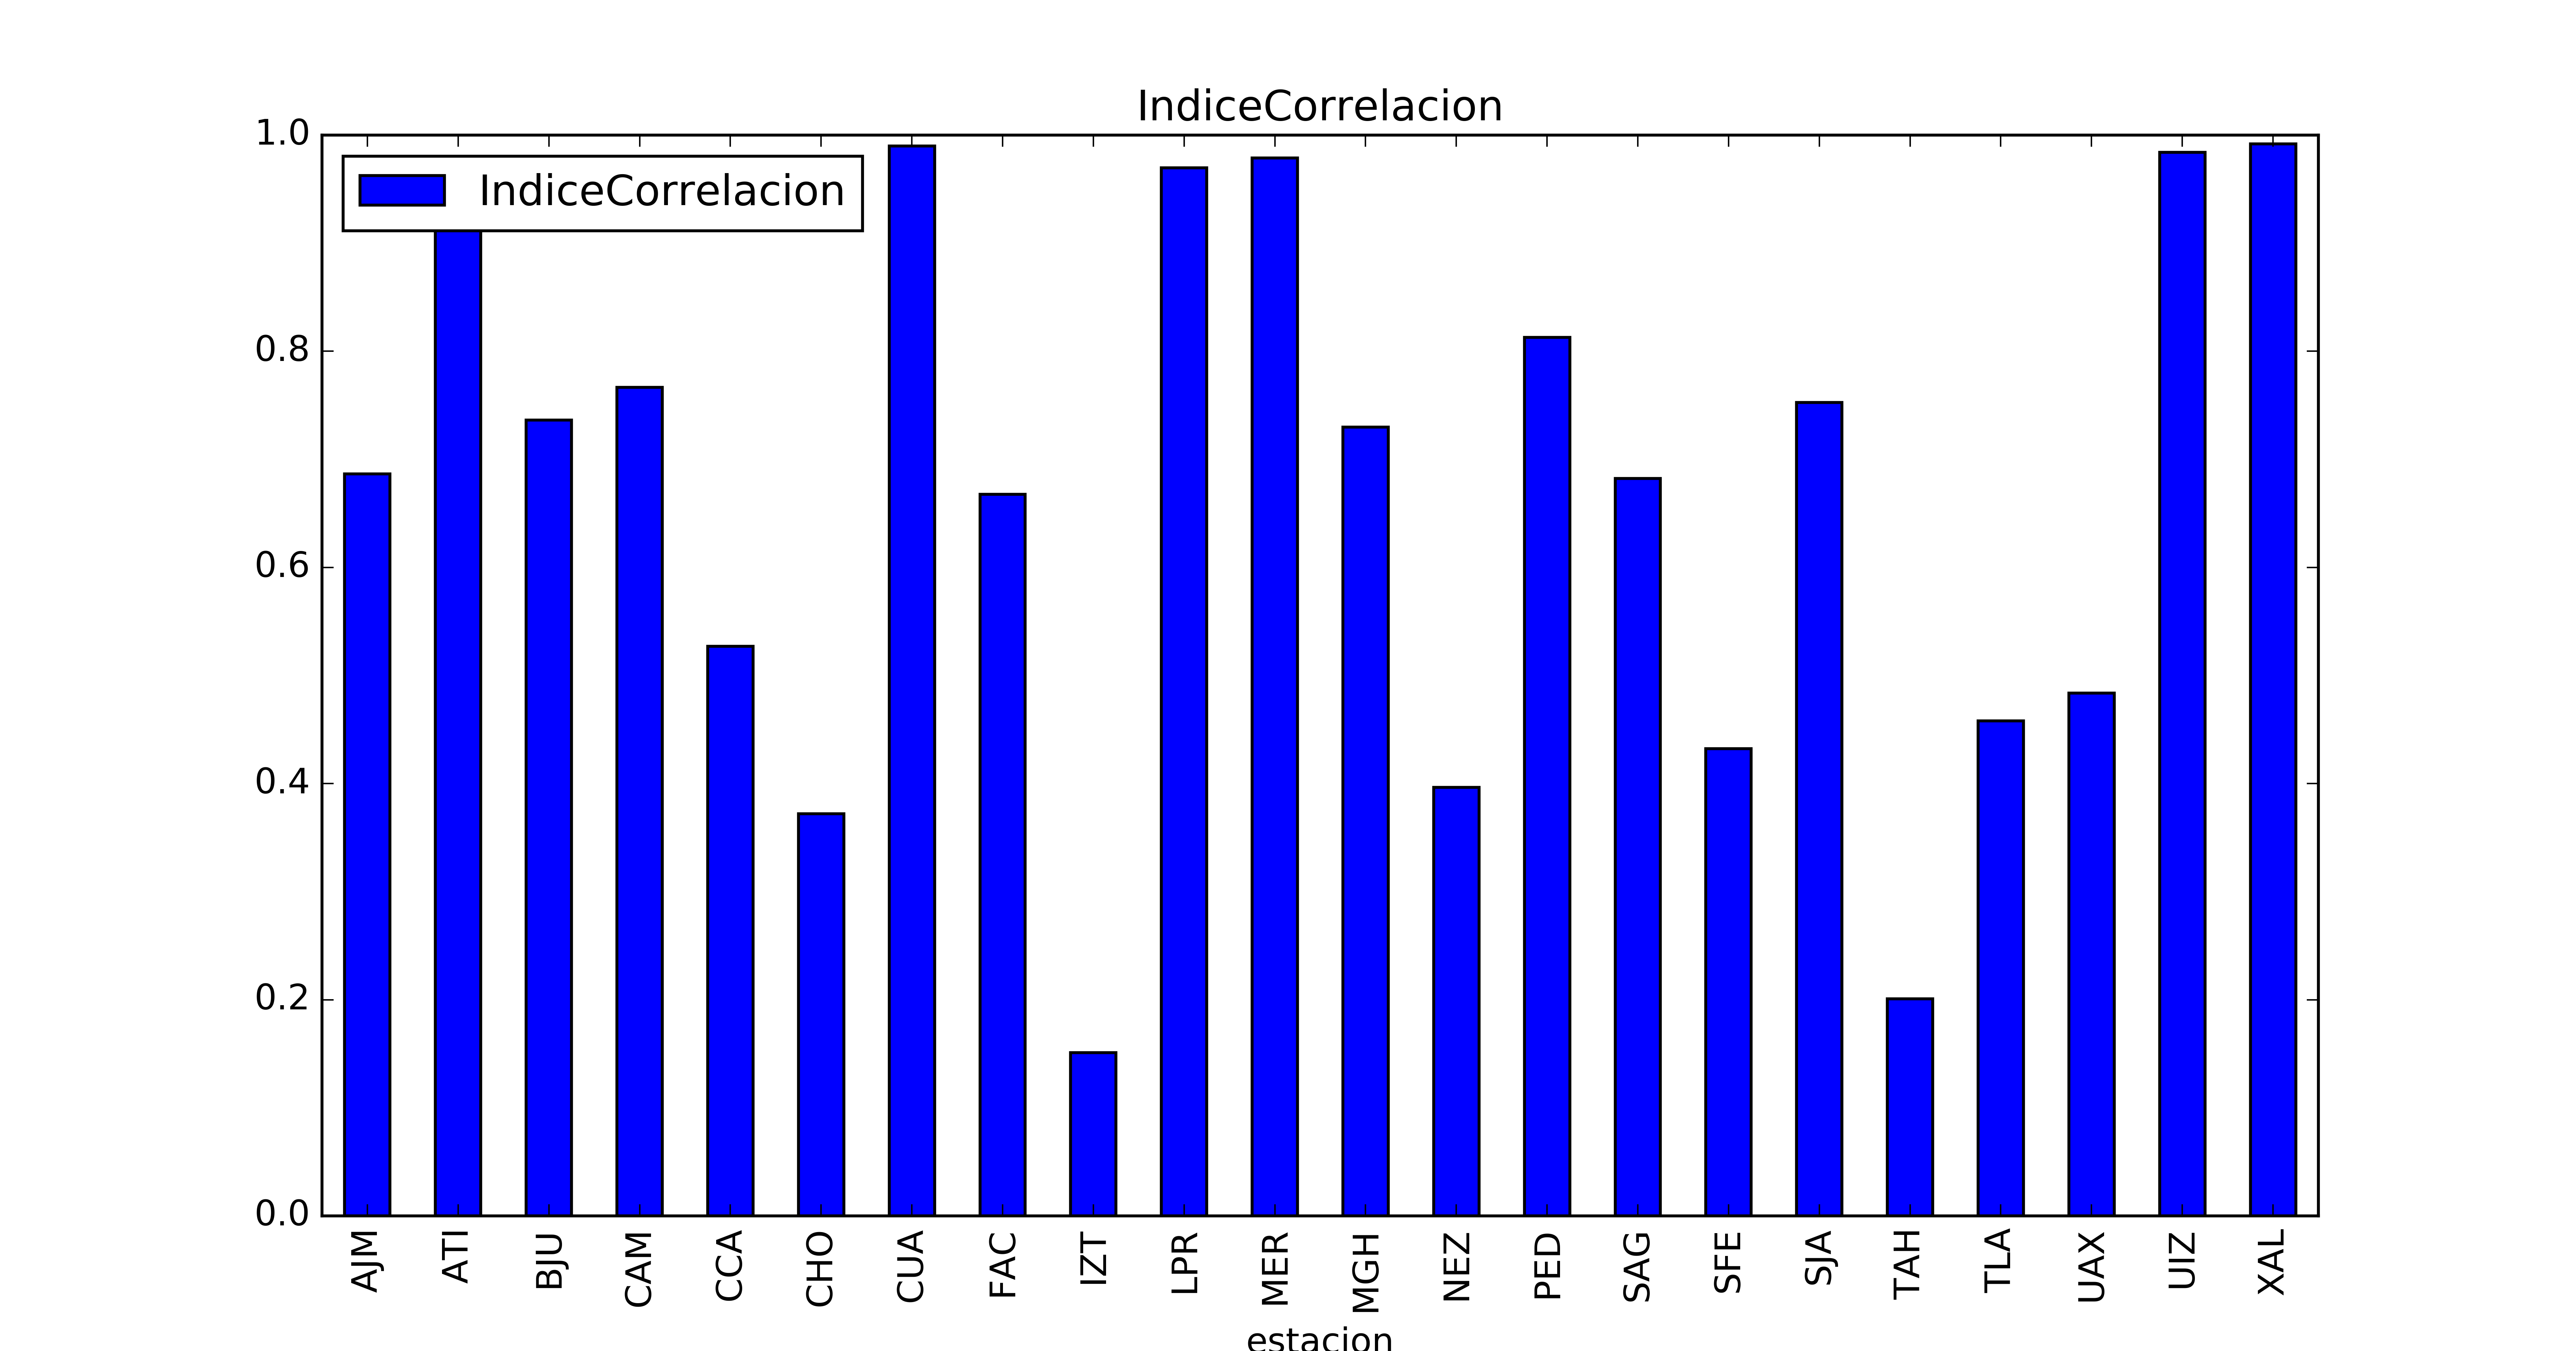 IndiceCorrelacion
IndiceCorrelacion
1.0
0.8
0.6
0.4
0.2
0.0
AJM ATI BJU CAM CCA CHO CUA FAC IZT LPR MER MGH NEZ PED SAG SFE SJA TAH TLA UAX UIZ XAL
estacion